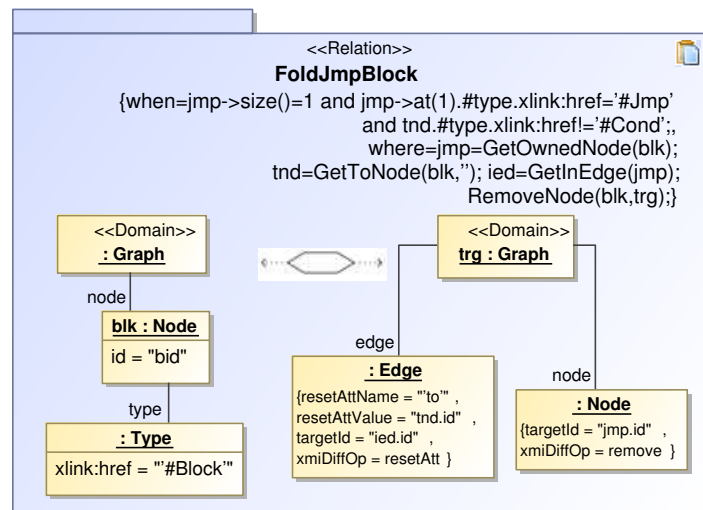 <<Relation>>
FoldJmpBlock
{when=jmp->size()=1 and jmp->at(1).#type.xlink:href='#Jmp'
and tnd.#type.xlink:href!='#Cond';,
where=jmp=GetOwnedNode(blk);
tnd=GetToNode(blk,''); ied=GetInEdge(jmp);
RemoveNode(blk,trg);}
<<Domain>>
: Graph
node
blk : Node
id = "bid"
type
: Type
xlink:href = "'#Block'"
<<Domain>>
trg : Graph
edge
: Edge
{resetAttName = "'to'" ,
resetAttValue = "tnd.id" ,
targetId = "ied.id" ,
xmiDiffOp = resetAtt }
node
: Node
{targetId = "jmp.id" ,
xmiDiffOp = remove }